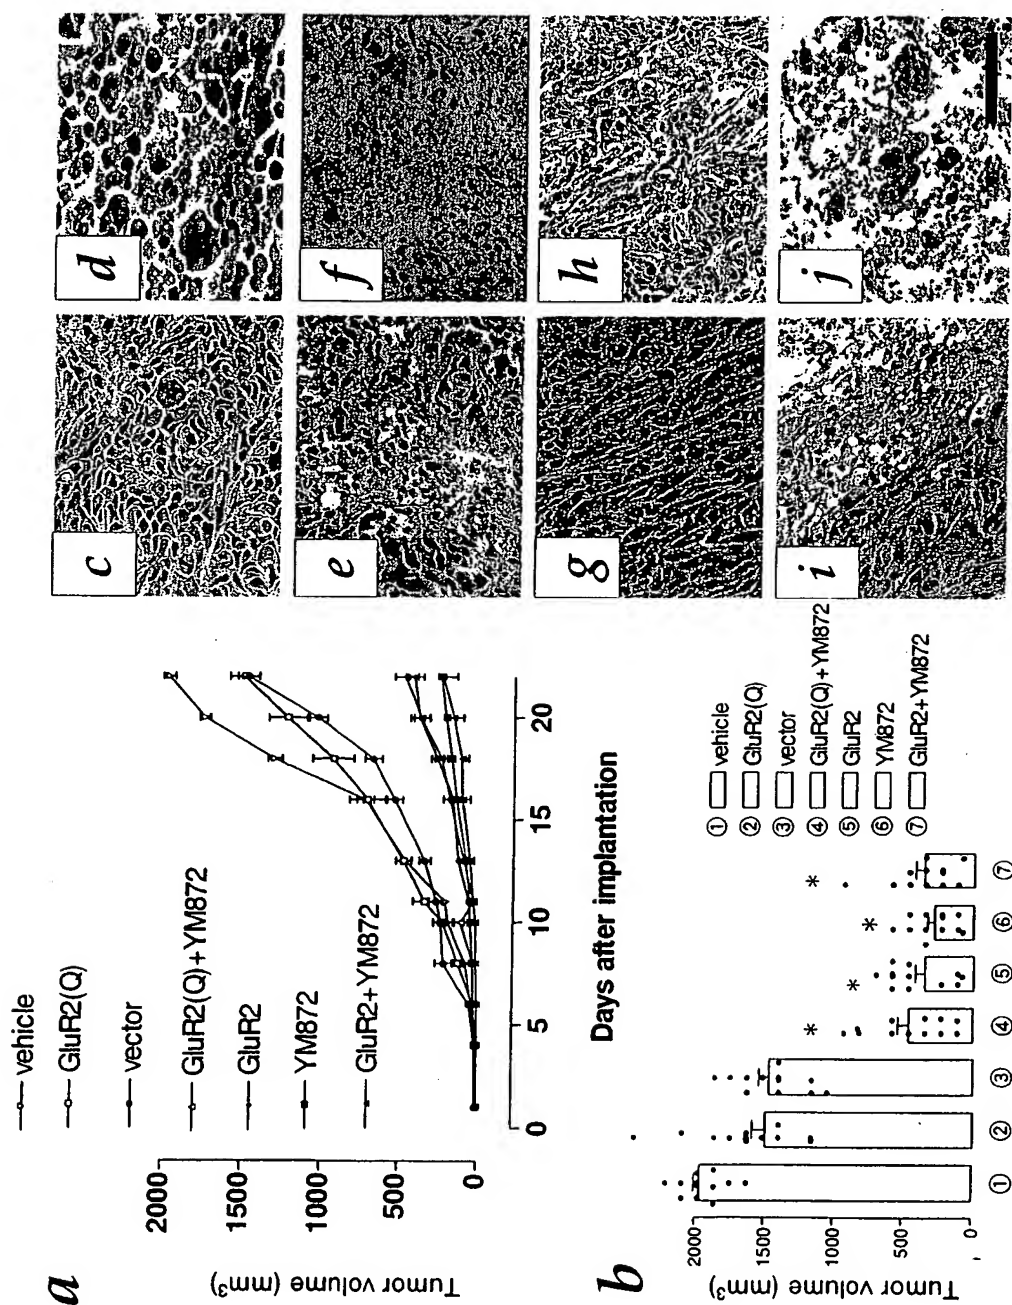 a
vehicle
GluR2(Q)
vector
GluR2(Q)+YM872
GluR2
YM872
GluR2+YM872
Tumor volume (mm³)
2000
1500
1000
500
0
0
5
10
15
20
Days after implantation
b
Tumor volume (mm³)
2000
1500
1000
500
0
*
*
*
*
① ② ③ ④ ⑤ ⑥ ⑦
① vehicle
② GluR2(Q)
③ vector
④ GluR2(Q)+YM872
⑤ GluR2
⑥ YM872
⑦ GluR2+YM872
c
d
e
f
g
h
i
j